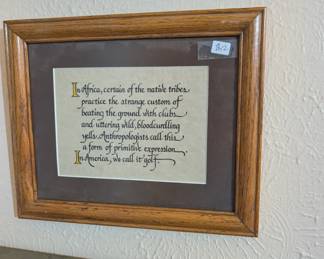 $12
In Africa, certain of the native tribes
practice the strange custom of
beating the ground with clubs
and uttering wild, bloodcurdling
yells. Anthropologists call this
a form of primitive expression.
In America, we call it golf.